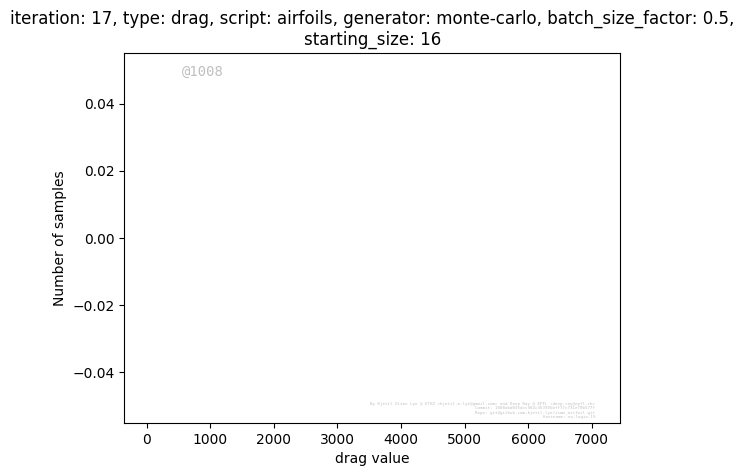 iteration: 17, type: drag, script: airfoils, generator: monte-carlo, batch_size_factor: 0.5,
starting_size: 16
@1008
0.04
0.02
0.00
−0.02
−0.04
Number of samples
0 1000 2000 3000 4000 5000 6000 7000
drag value